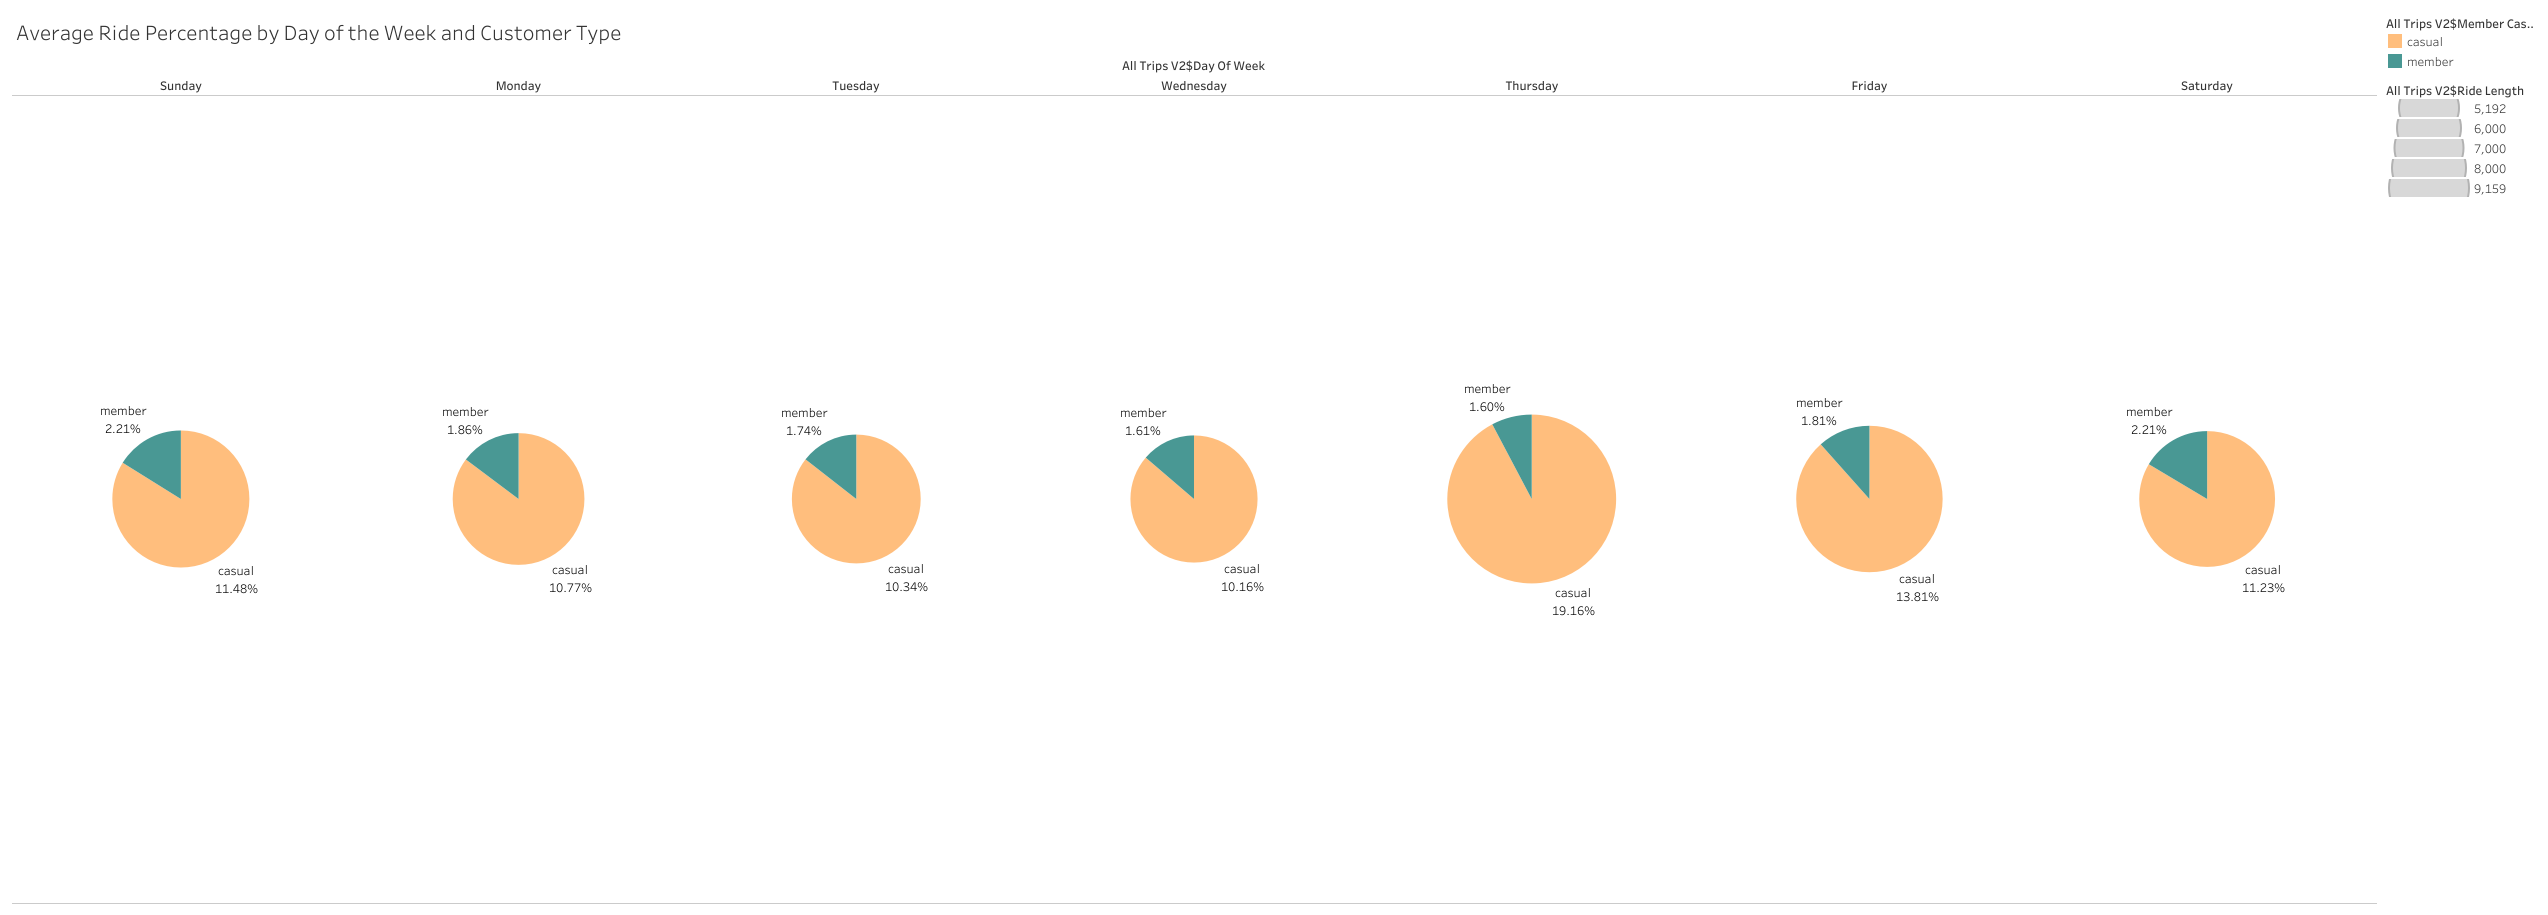 Average Ride Percentage by Day of the Week and Customer Type
All Trips V2$Day Of Week
Sunday Monday Tuesday Wednesday Thursday Friday Saturday
member
2.21%
casual
11.48%
member
1.86%
casual
10.77%
member
1.74%
casual
10.34%
member
1.61%
casual
10.16%
member
1.60%
casual
19.16%
member
1.81%
casual
13.81%
member
2.21%
casual
11.23%
All Trips V2$Member Cas..
casual
member
All Trips V2$Ride Length
5,192
6,000
7,000
8,000
9,159